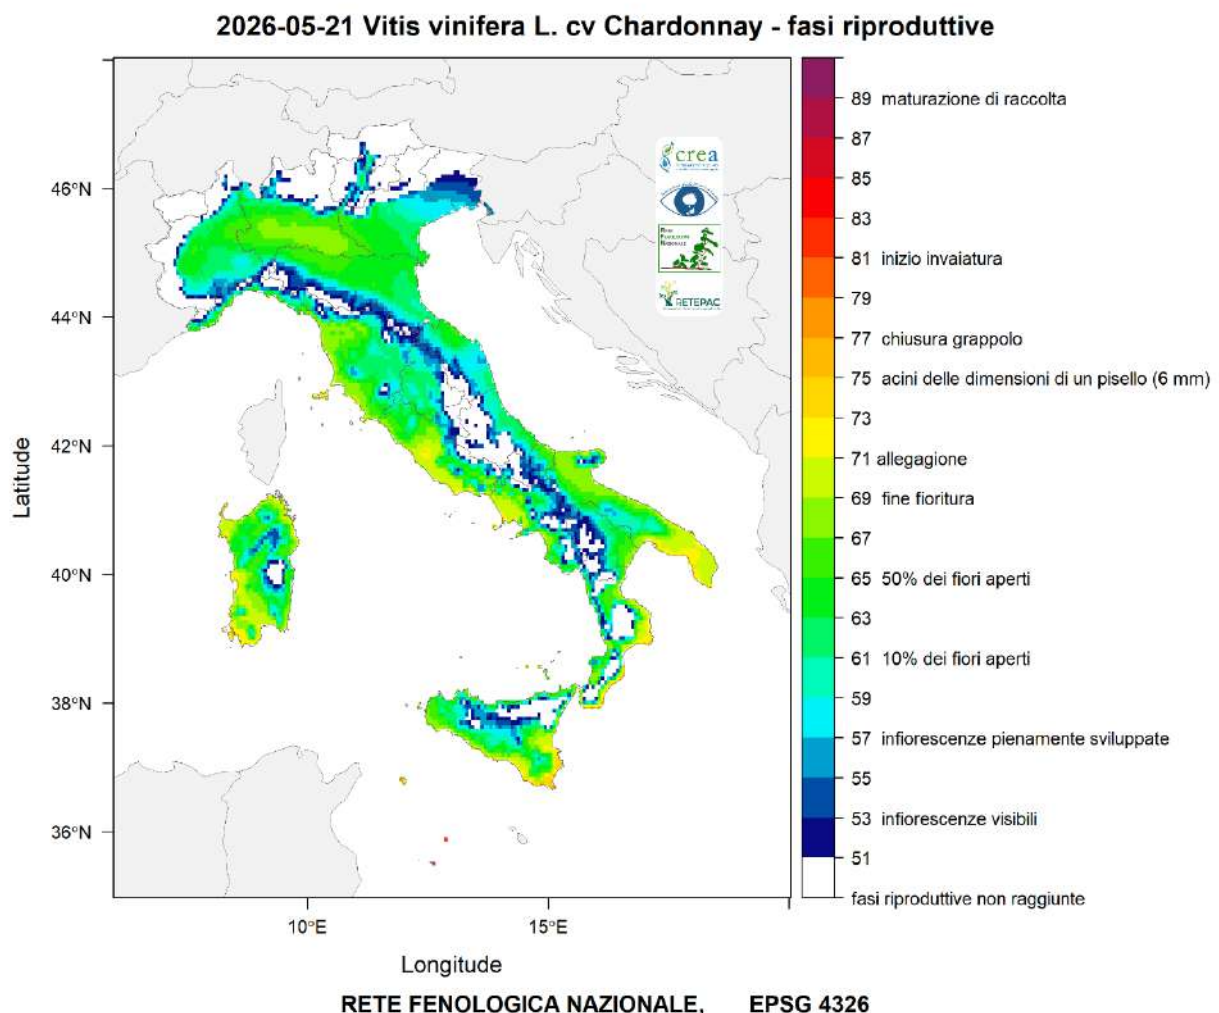 2026-05-21 Vitis vinifera L. cv Chardonnay - fasi riproduttive
89 maturazione di raccolta
87
85
83
81 inizio invaiatura
79
77 chiusura grappolo
75 acini delle dimensioni di un pisello (6 mm)
73
71 allegagione
69 fine fioritura
67
65 50% dei fiori aperti
63
61 10% dei fiori aperti
59
57 infiorescenze pienamente sviluppate
55
53 infiorescenze visibili
51
fasi riproduttive non raggiunte
crea
RETE
FENOLOGICA
NAZIONALE
RETEPAC
46°N
44°N
42°N
40°N
38°N
36°N
Latitude
10°E 15°E
Longitude
RETE FENOLOGICA NAZIONALE, EPSG 4326